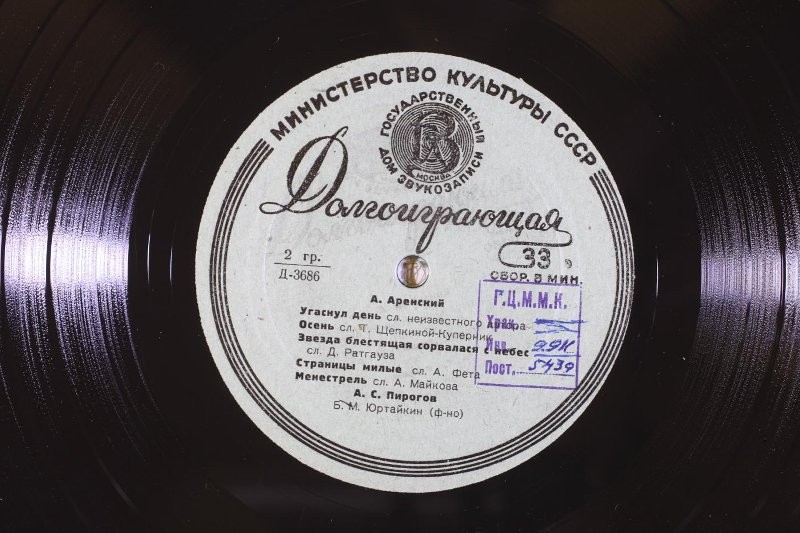 МИНИСТЕРСТВО КУЛЬТУРЫ СССР
ГОСУДАРСТВЕННЫЙ
ДОМ ЗВУКОЗАПИСИ
МОСКВА
Долгоиграющая
33
ОБОР. В МИН.
2 гр.
Д-3686
А. Аренский
Угаснул день сл. неизвестного автора
Осень сл. Т. Щепкиной-Куперник
Звезда блестящая сорвалася с небес
сл. Д. Ратгауза
Страницы милые сл. А. Фета
Менестрель сл. А. Майкова
А. С. Пирогов
Б. М. Юртайкин (ф-но)
Г.Ц.М.М.К.
Хран.
Инв.
Пост. 5439